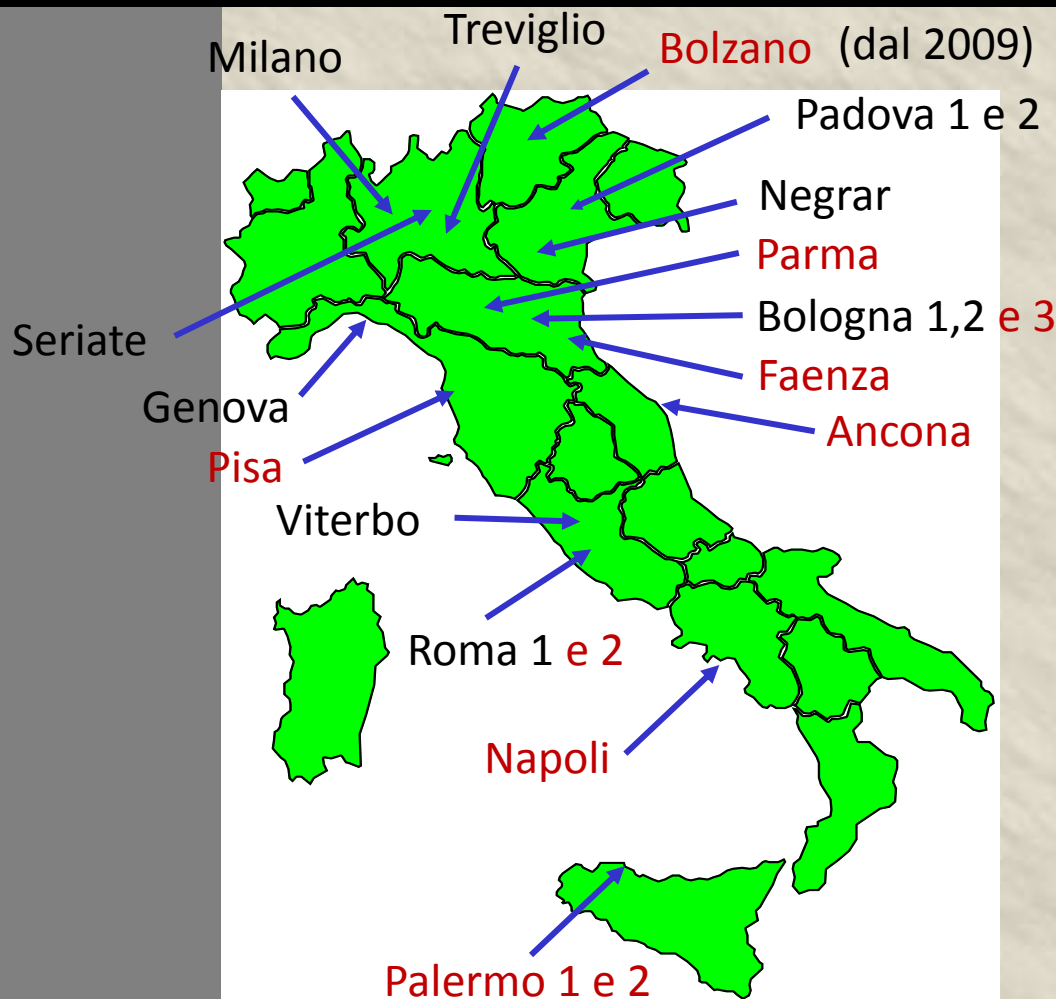 Treviglio
Milano
Bolzano (dal 2009)
Padova 1 e 2
Negrar
Parma
Bologna 1,2 e 3
Seriate
Faenza
Genova
Ancona
Pisa
Viterbo
Roma 1 e 2
Napoli
Palermo 1 e 2